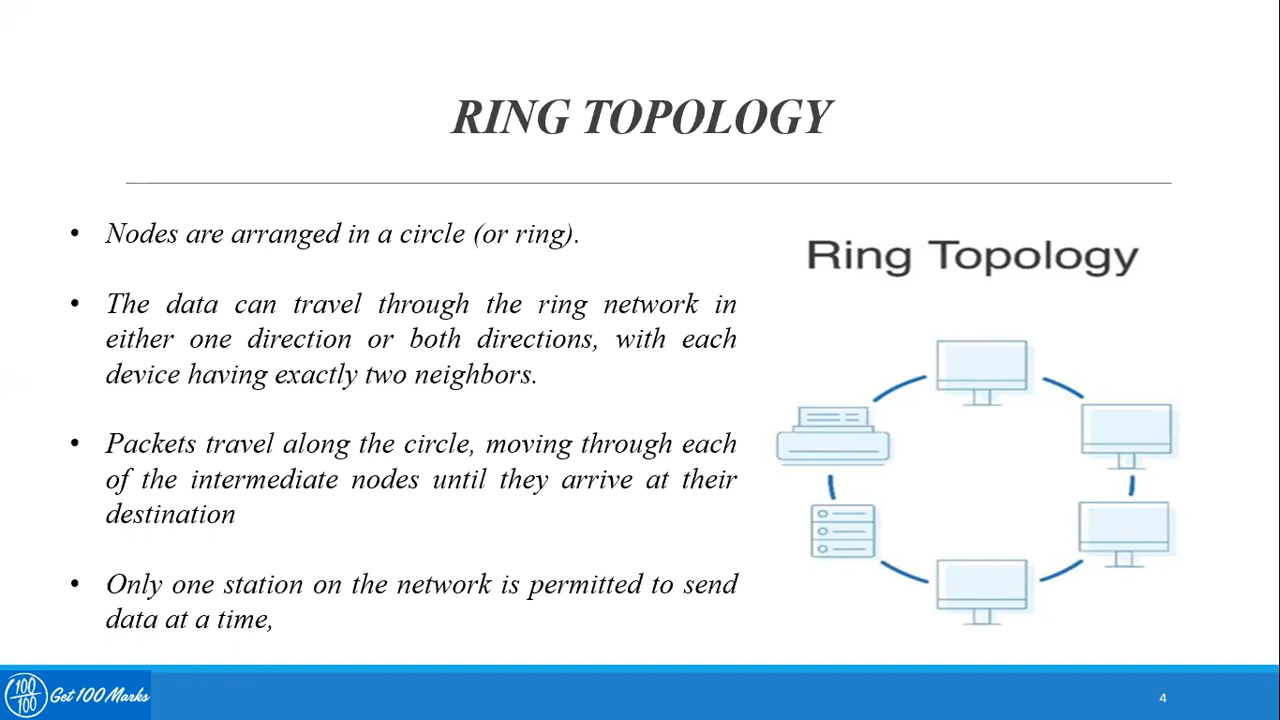 RING TOPOLOGY
• Nodes are arranged in a circle (or ring).
• The data can travel through the ring network in
either one direction or both directions, with each
device having exactly two neighbors.
• Packets travel along the circle, moving through each
of the intermediate nodes until they arrive at their
destination
• Only one station on the network is permitted to send
data at a time,
Ring Topology
100
100
Get 100 Marks
4